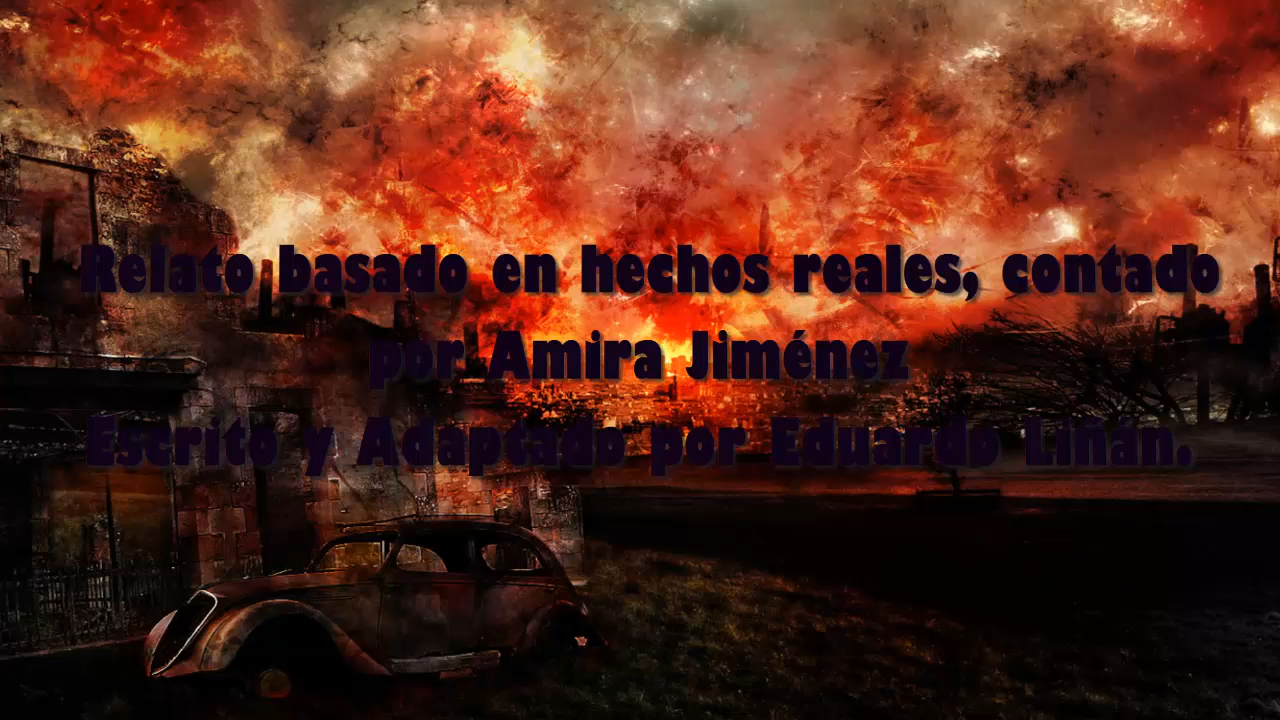 Relato basado en hechos reales, contado
por Amira Jiménez
Escrito y Adaptado por Eduardo Liñán.